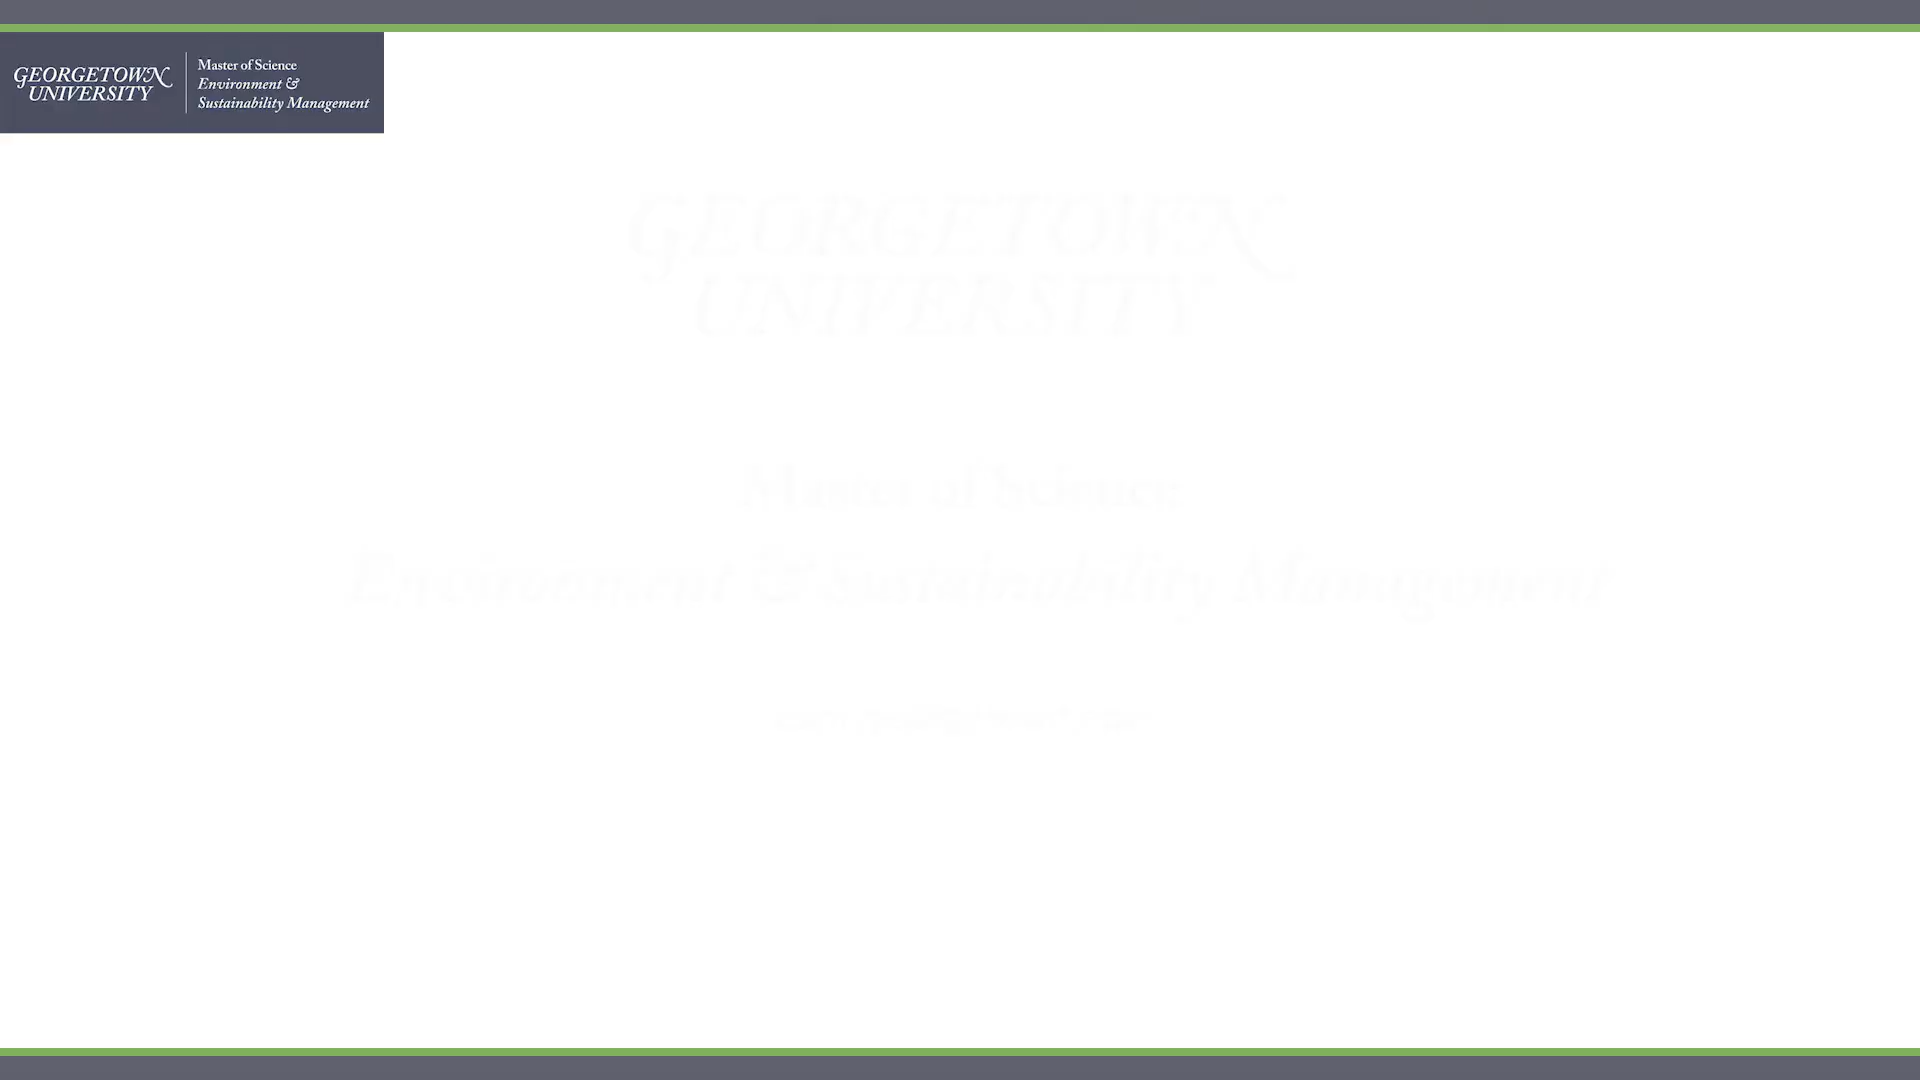 GEORGETOWN
UNIVERSITY
Master of Science
Environment &
Sustainability Management
GEORGETOWN
UNIVERSITY
Master of Science
Environment & Sustainability Management